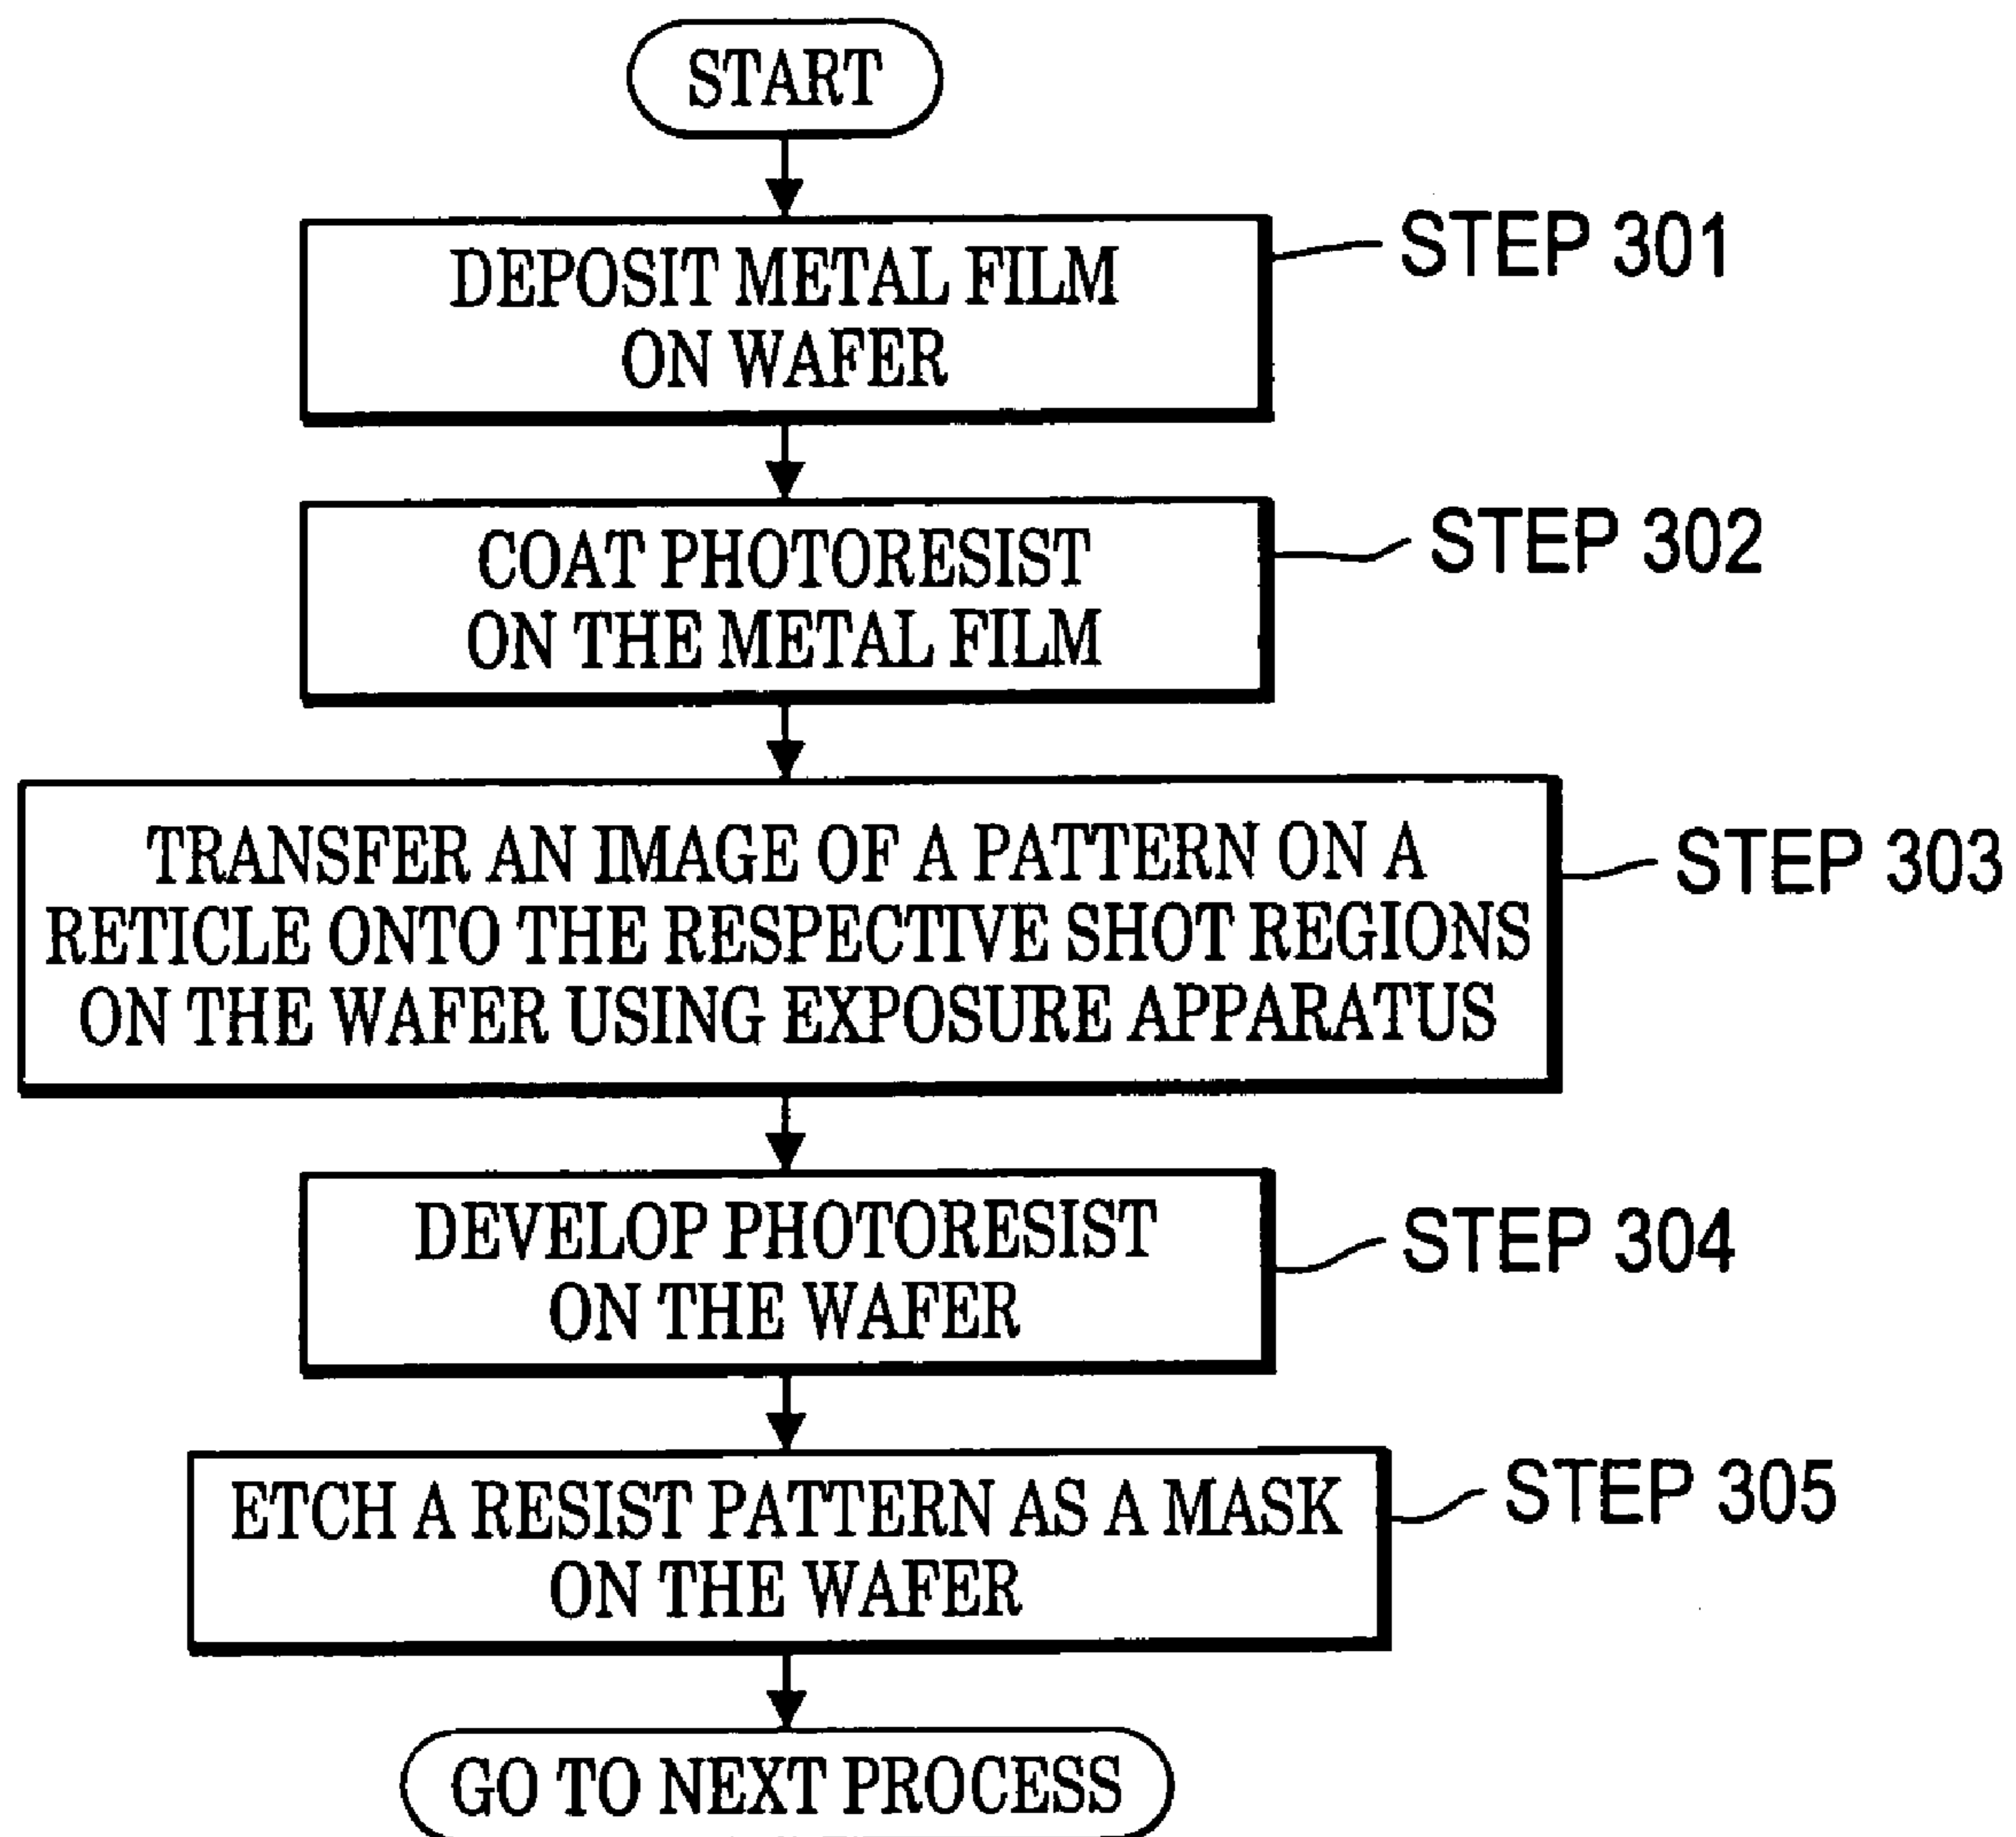 START
DEPOSIT METAL FILM
ON WAFER
STEP 301
COAT PHOTORESIST
ON THE METAL FILM
STEP 302
TRANSFER AN IMAGE OF A PATTERN ON A
RETICLE ONTO THE RESPECTIVE SHOT REGIONS
ON THE WAFER USING EXPOSURE APPARATUS
STEP 303
DEVELOP PHOTORESIST
ON THE WAFER
STEP 304
ETCH A RESIST PATTERN AS A MASK
ON THE WAFER
STEP 305
GO TO NEXT PROCESS